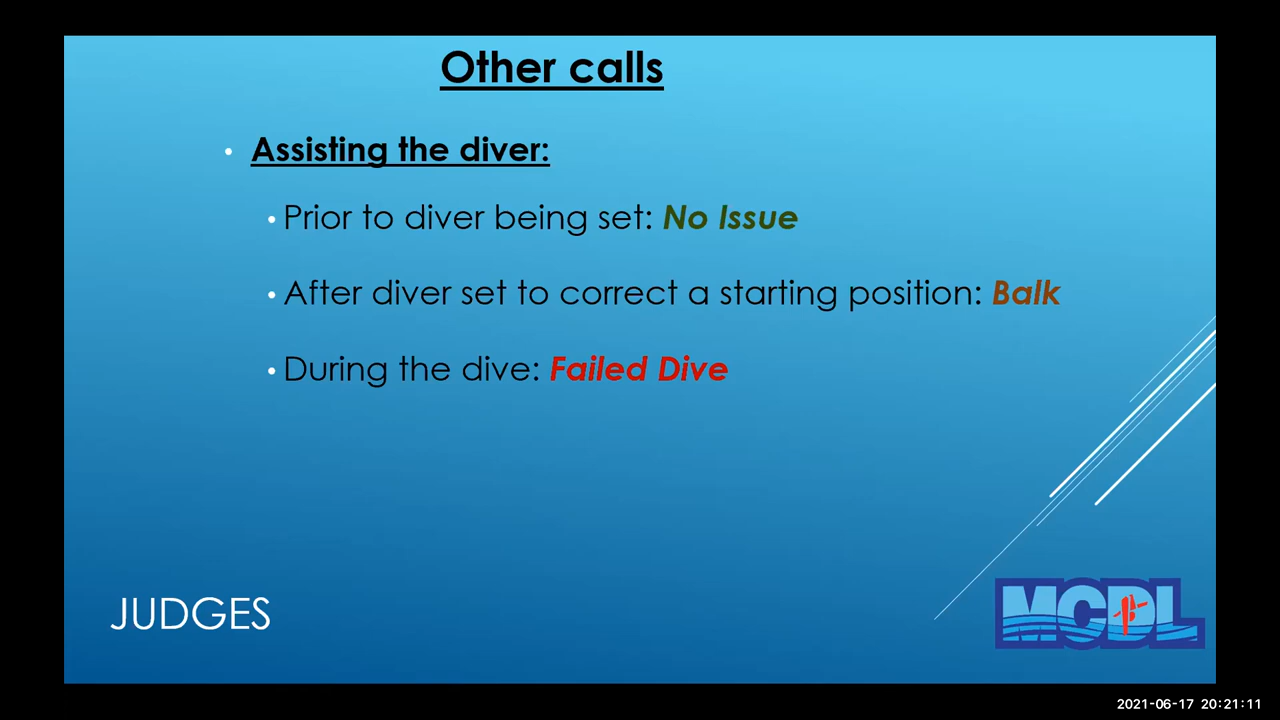 Other calls
• Assisting the diver:
• Prior to diver being set: No Issue
• After diver set to correct a starting position: Balk
• During the dive: Failed Dive
JUDGES
MCDL
2021-06-17 20:21:11